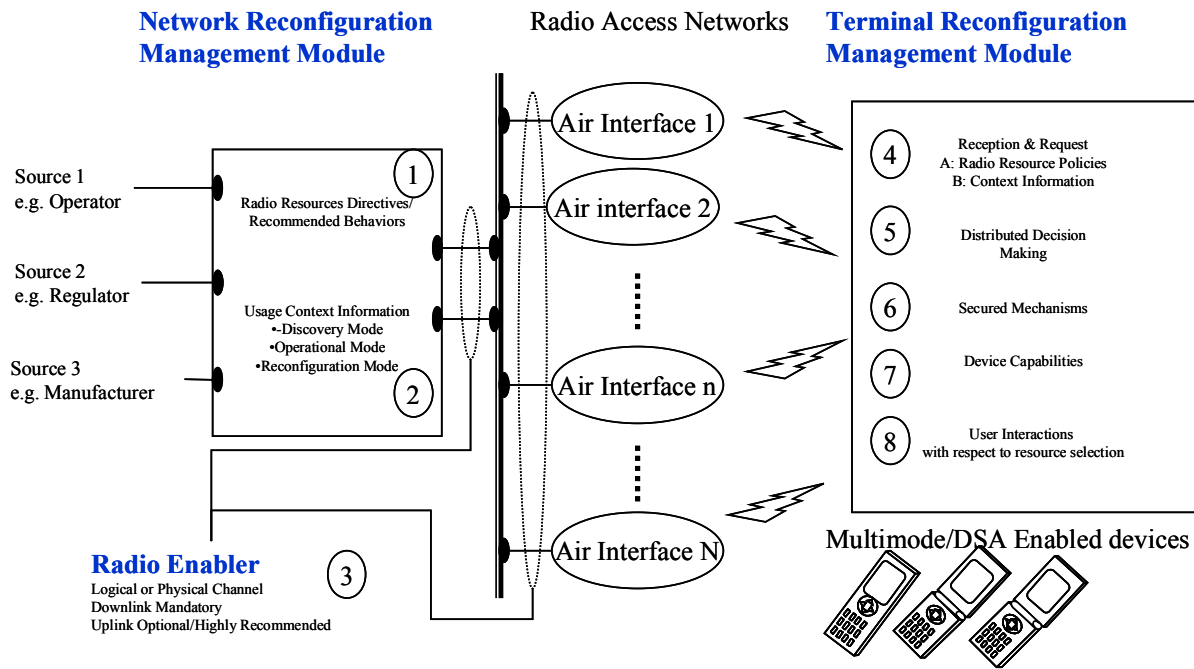 Network Reconfiguration
Management Module
Radio Access Networks
Terminal Reconfiguration
Management Module
Source 1
e.g. Operator
Source 2
e.g. Regulator
Source 3
e.g. Manufacturer
1
Radio Resources Directives/
Recommended Behaviors
Usage Context Information
•-Discovery Mode
•Operational Mode
•Reconfiguration Mode
2
Air Interface 1
Air interface 2
Air Interface n
Air Interface N
4
Reception & Request
A: Radio Resource Policies
B: Context Information
5
Distributed Decision
Making
6
Secured Mechanisms
7
Device Capabilities
8
User Interactions
with respect to resource selection
Radio Enabler
Logical or Physical Channel
Downlink Mandatory
Uplink Optional/Highly Recommended
3
Multimode/DSA Enabled devices